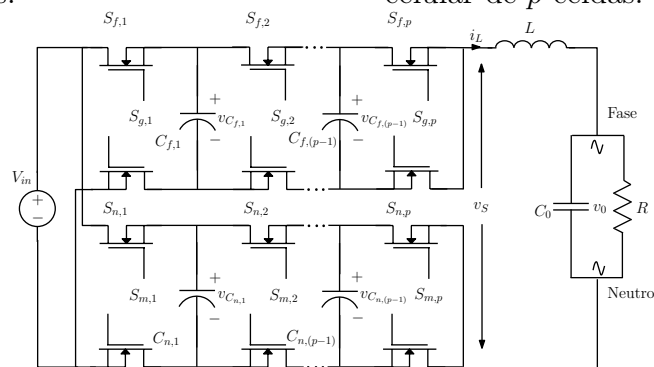 s.
celular de p celdas.
S_{f,1}
S_{f,2}
S_{f,p}
i_L
L
S_{g,1}
+
v_{C_{f,1}}
−
C_{f,1}
S_{g,2}
+
v_{C_{f,(p-1)}}
−
C_{f,(p-1)}
S_{g,p}
Fase
V_{in}
+
−
S_{n,1}
S_{n,2}
S_{n,p}
v_S
C_0
v_0
R
S_{m,1}
+
v_{C_{n,1}}
−
C_{n,1}
S_{m,2}
+
v_{C_{n,(p-1)}}
−
C_{n,(p-1)}
S_{m,p}
Neutro